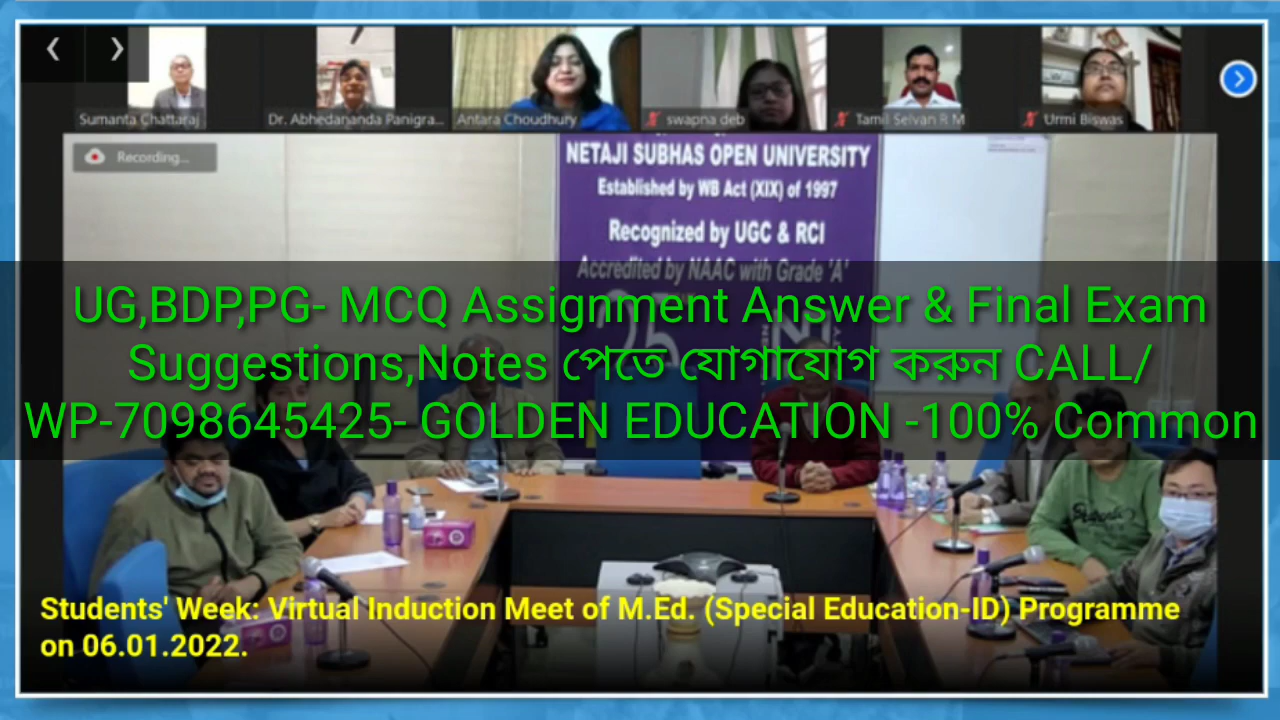 Sumanta Chattaraj
Dr. Abhedananda Panigra...
Antara Choudhury
swapna deb
Tamil Selvan R M
Urmi Biswas
Recording...
NETAJI SUBHAS OPEN UNIVERSITY
Established by WB Act (XIX) of 1997
Recognized by UGC & RCI
Accredited by NAAC with Grade 'A'
UG,BDP,PG- MCQ Assignment Answer & Final Exam
Suggestions,Notes পেতে যোগাযোগ করুন CALL/
WP-7098645425- GOLDEN EDUCATION -100% Common
Students' Week: Virtual Induction Meet of M.Ed. (Special Education-ID) Programme
on 06.01.2022.